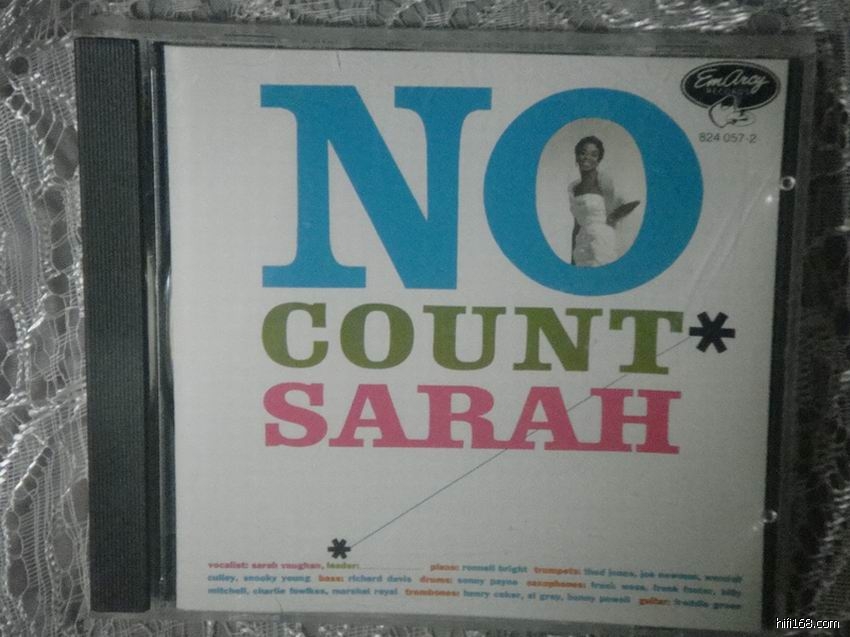 EmArcy
RECORDS
824 057-2
NO
COUNT*
SARAH
*
vocalist: sarah vaughan, leader:.................... piano: ronnell bright trumpets: thad jones, joe newman, wendell
culley, snooky young bass: richard davis drums: sonny payne saxophones: frank wess, frank foster, billy
mitchell, charlie fowlkes, marshal royal trombones: henry coker, al grey, benny powell guitar: freddie green
hifi168.com